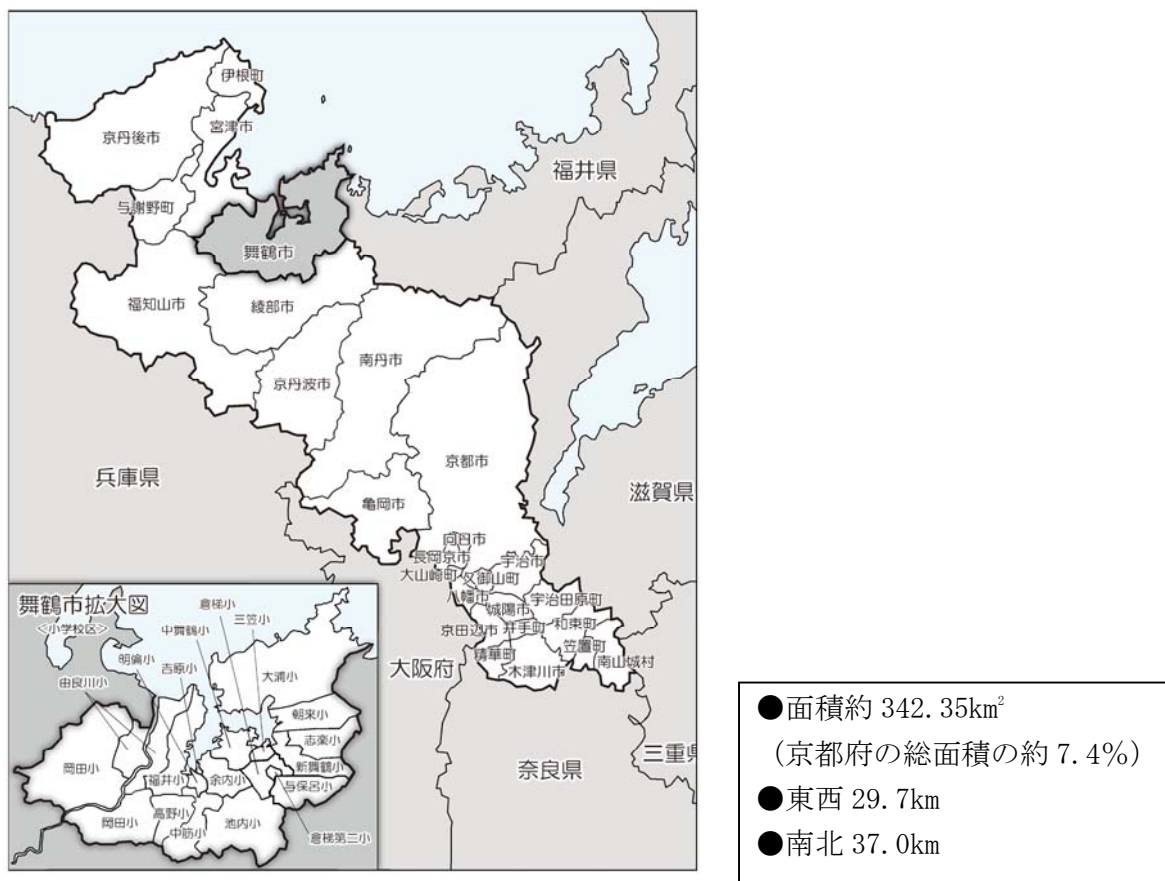 伊根町
京丹後市
宮津市
福井県
与謝野町
舞鶴市
福知山市
綾部市
南丹市
京丹波市
京都市
兵庫県
滋賀県
亀岡市
向日市
長岡京市
宇治市
大山崎町
久御山町
八幡市
宇治田原町
城陽市
京田辺市
井手町
和束町
笠置町
精華町
南山城村
木津川市
大阪府
三重県
奈良県
舞鶴市拡大図
<小学校区>
倉梯小
三笠小
中舞鶴小
明倫小
吉原小
由良川小
大浦小
朝来小
志楽小
岡田小
新舞鶴小
福井小
余内小
与保呂小
高野小
岡田小
池内小
中筋小
倉梯第二小
●面積約 342.35km²
（京都府の総面積の約 7.4%）
●東西 29.7km
●南北 37.0km